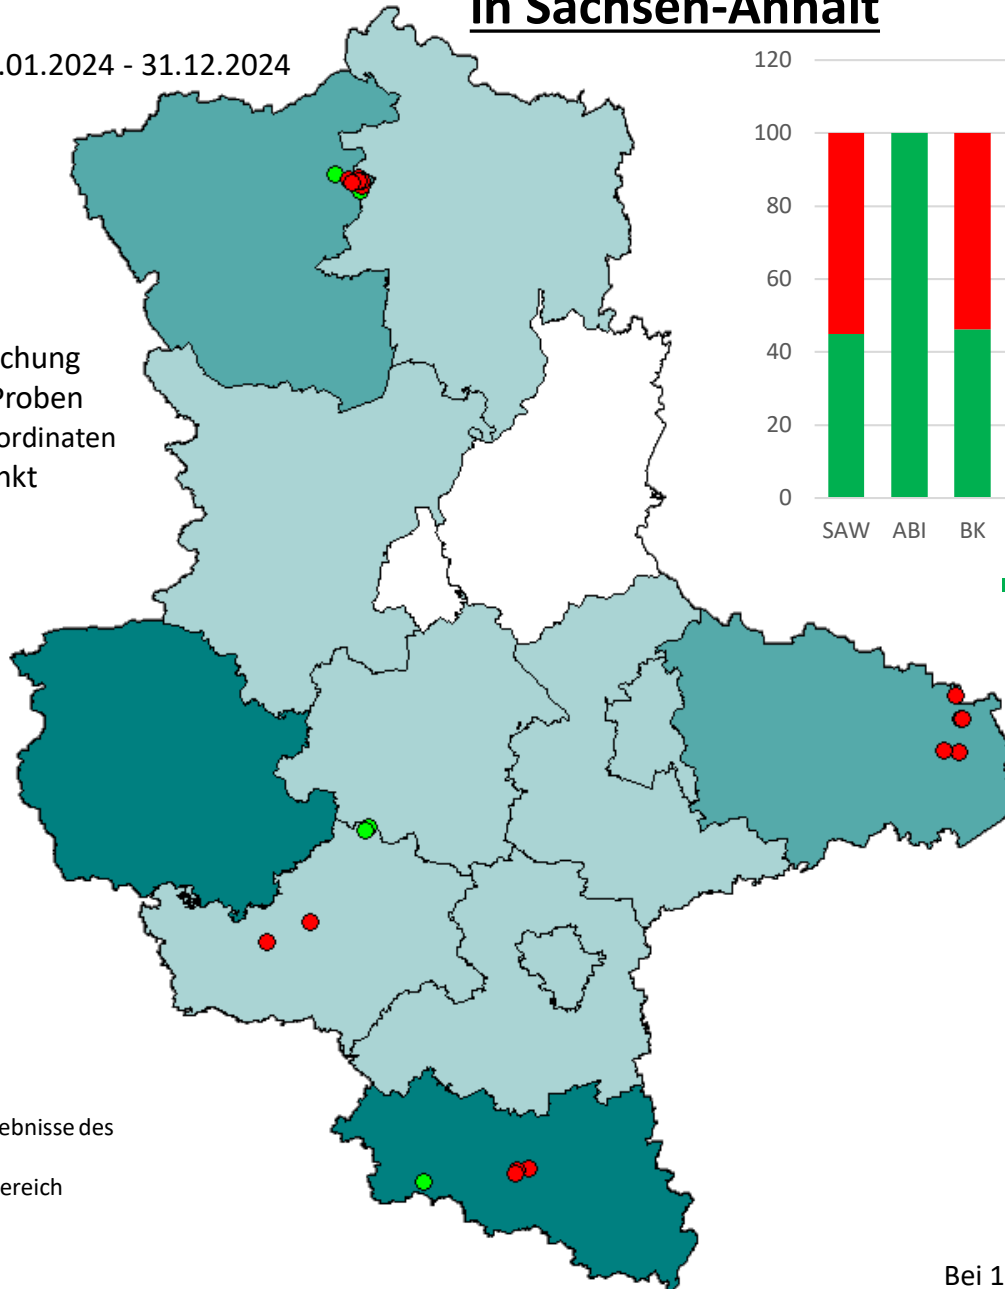 in Sachsen-Anhalt
.01.2024 - 31.12.2024
120
100
80
60
40
20
0
SAW ABI BK
chung
Proben
ordinaten
nkt
ebnisse des
ereich
Bei 1